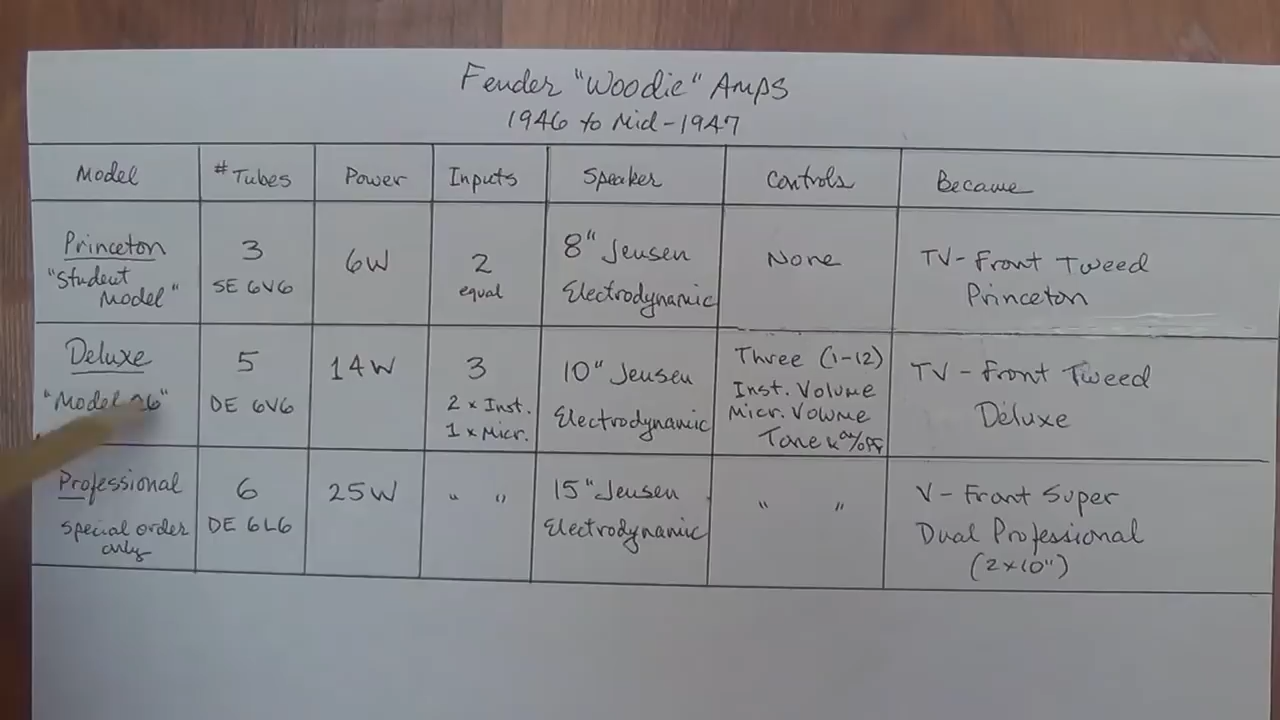 Fender "Woodie" Amps
1946 to Mid-1947
Model # Tubes Power Inputs Speaker Controls Became
Princeton
"Student
Model"
3
SE 6V6
6W
2
equal
8" Jensen
Electrodynamic
None
TV-Front Tweed
Princeton
Deluxe
"Model 26"
5
DE 6V6
14W
3
2 x Inst.
1 x Micr.
10" Jensen
Electrodynamic
Three (1-12)
Inst. Volume
Micr. Volume
Tone
TV-Front Tweed
Deluxe
Professional
special order
only
6
DE 6L6
25W
" "
15" Jensen
Electrodynamic
" "
V-Front Super
Dual Professional
(2x10")